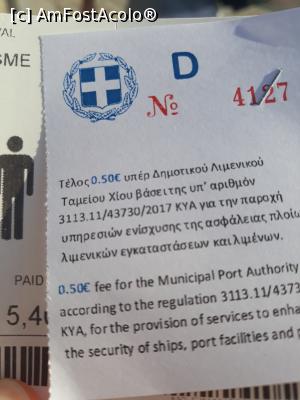 [c] AmFostAcolo®
D
№ 4127
Τέλος 0.50€ υπέρ Δημοτικού Λιμενικού
Ταμείου Χίου βάσει της υπ' αριθμόν
3113.11/43730/2017 ΚΥΑ για την παροχή
υπηρεσιών ενίσχυσης της ασφάλειας πλοίω
λιμενικών εγκαταστάσεων και λιμένων.
0.50€ fee for the Municipal Port Authority
according to the regulation 3113.11/4373
KYA, for the provision of services to enha
the security of ships, port facilities and p
VAL
SME
PAID
5,4